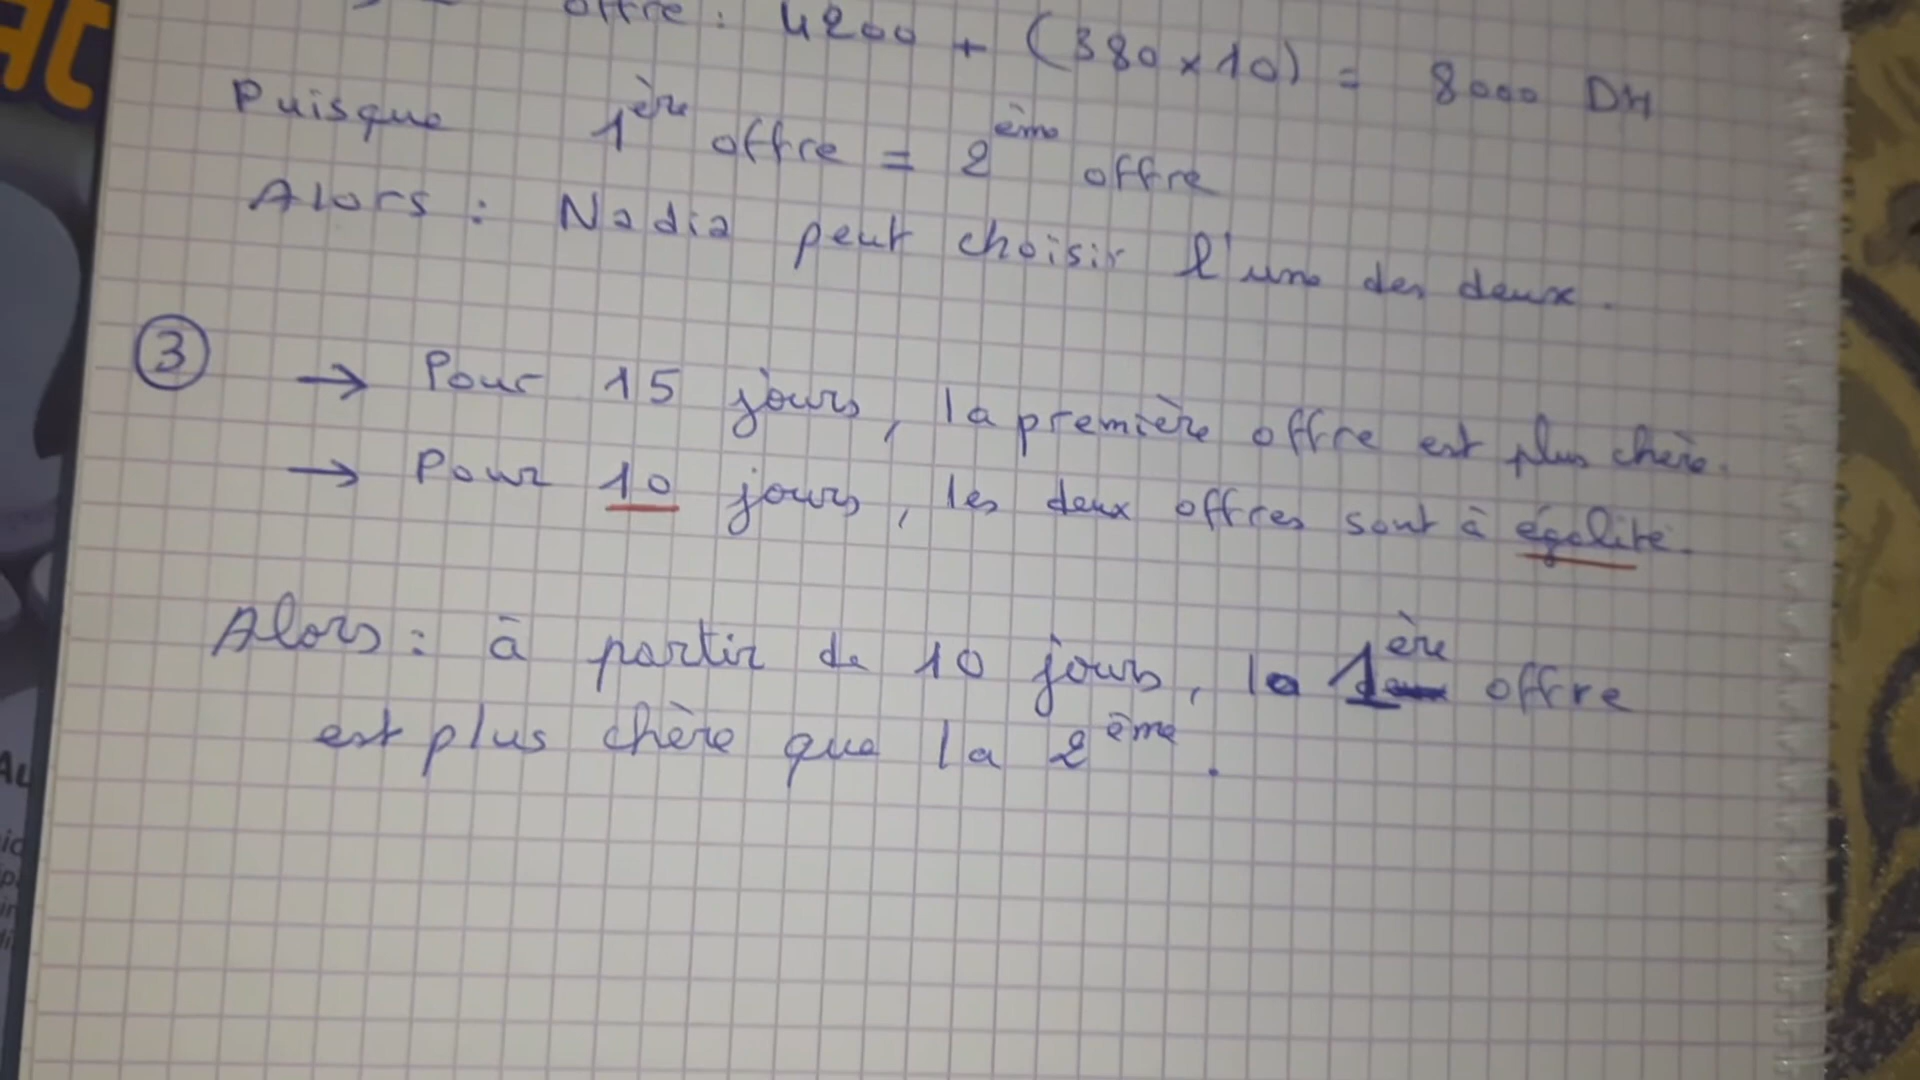 offre : 4200 + (380 x 10) = 8000 DH
Puisque 1ère offre = 2ème offre
Alors : Nadia peut choisir l'une des deux.
3 → Pour 15 jours, la première offre est plus chère.
→ Pour 10 jours, les deux offres sont à égalité.
Alors : à partir de 10 jours, la 1ère offre
est plus chère que la 2ème.